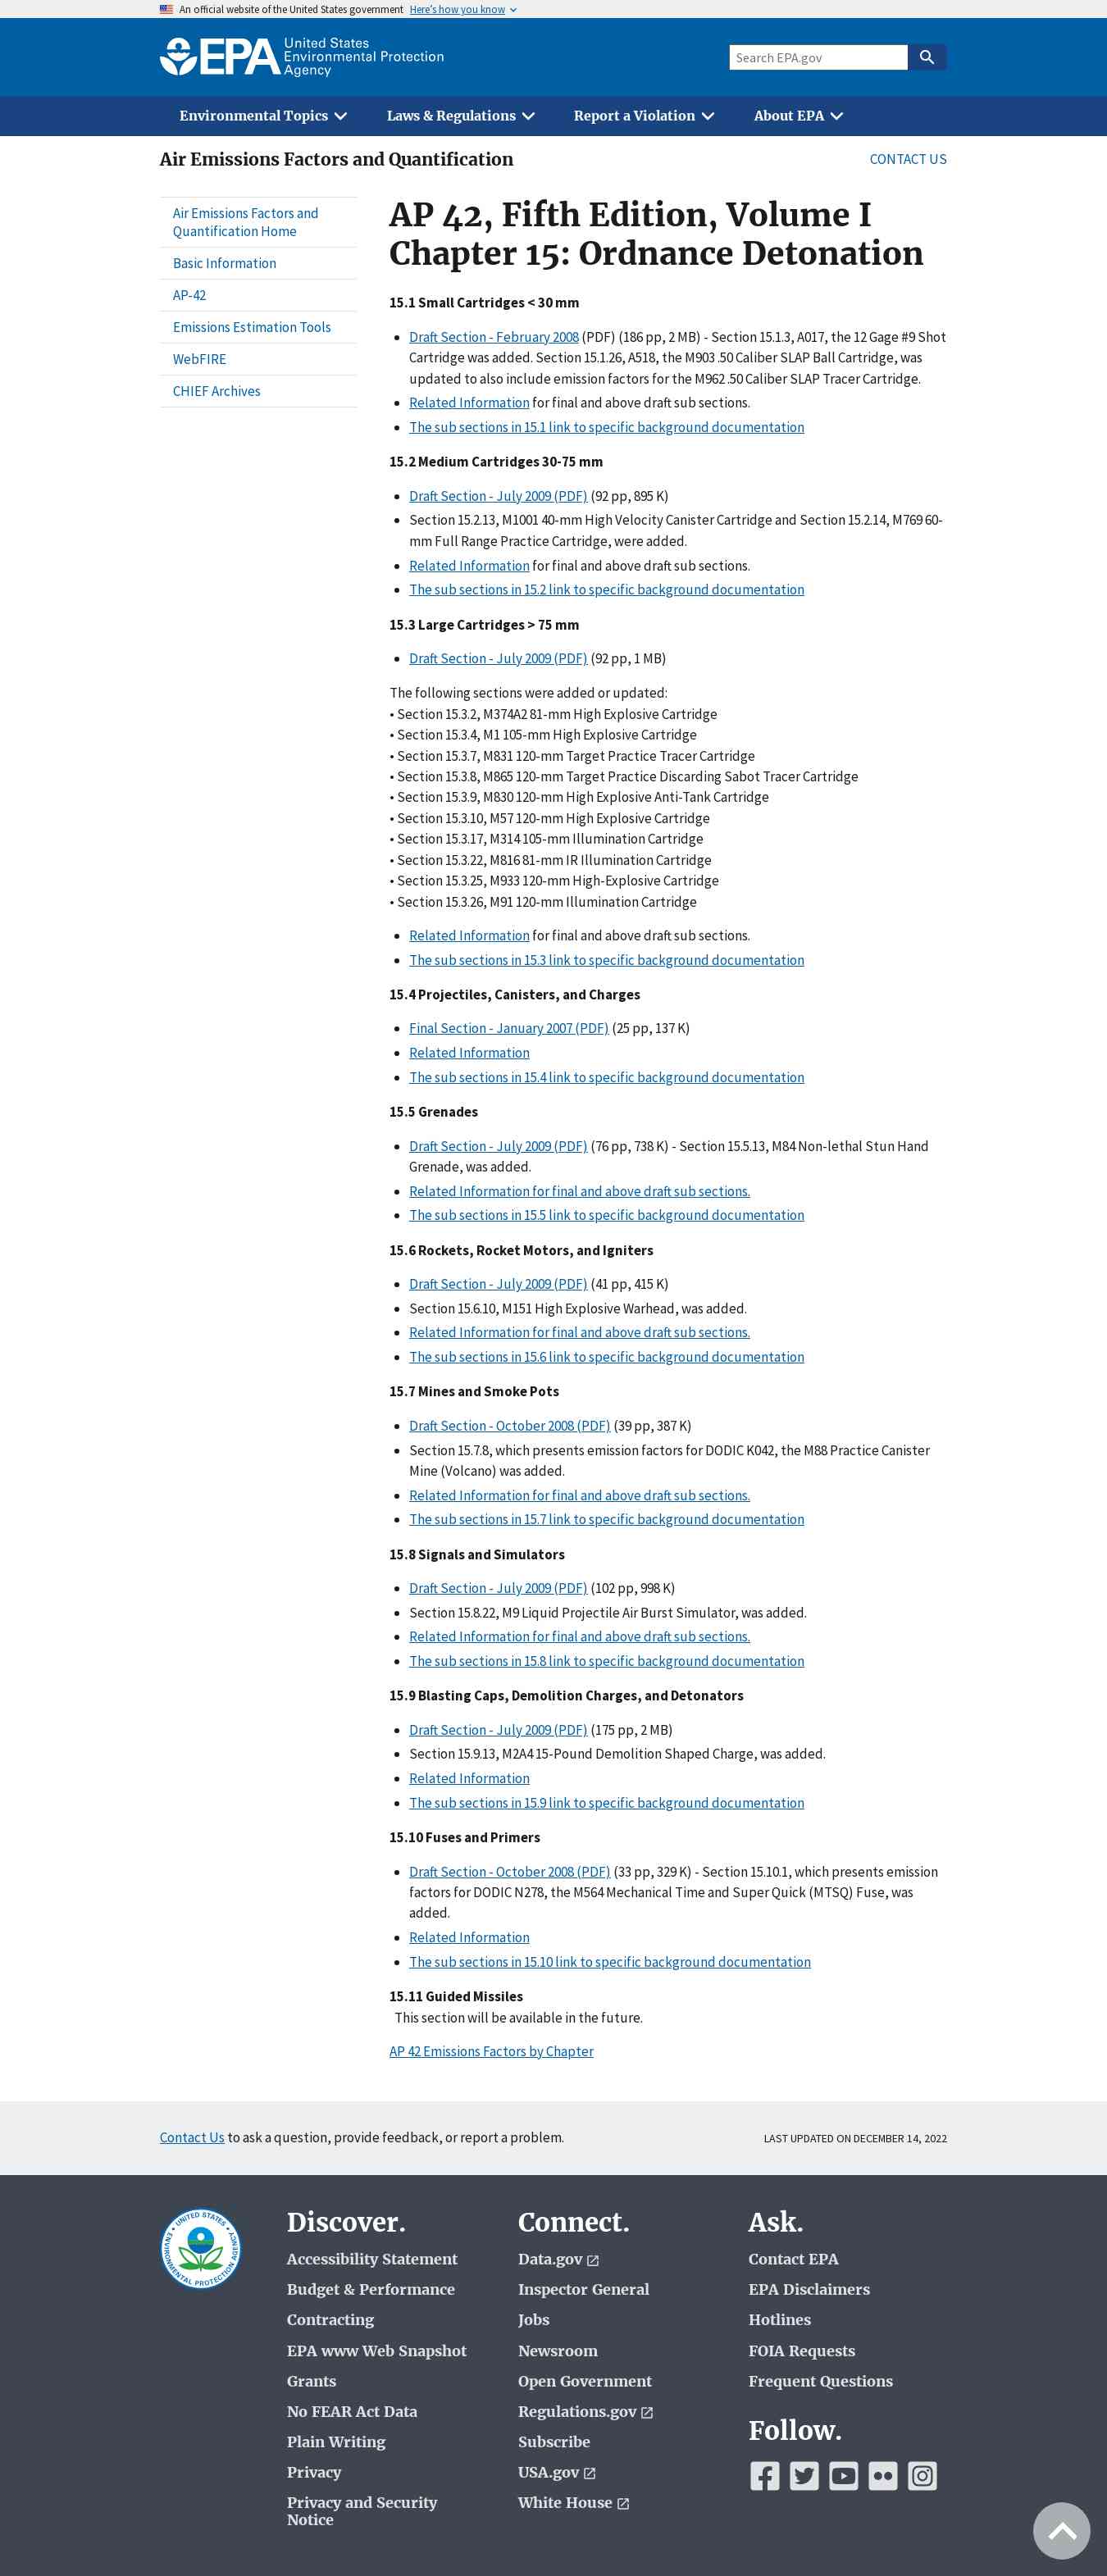 An official website of the United States government Here's how you know
EPA United States
Environmental Protection
Agency
Search EPA.gov
Environmental Topics Laws & Regulations Report a Violation About EPA
Air Emissions Factors and Quantification
CONTACT US
Air Emissions Factors and
Quantification Home
Basic Information
AP-42
Emissions Estimation Tools
WebFIRE
CHIEF Archives
AP 42, Fifth Edition, Volume I
Chapter 15: Ordnance Detonation
15.1 Small Cartridges < 30 mm
• Draft Section - February 2008 (PDF) (186 pp, 2 MB) - Section 15.1.3, A017, the 12 Gage #9 Shot
Cartridge was added. Section 15.1.26, A518, the M903 .50 Caliber SLAP Ball Cartridge, was
updated to also include emission factors for the M962 .50 Caliber SLAP Tracer Cartridge.
• Related Information for final and above draft sub sections.
• The sub sections in 15.1 link to specific background documentation
15.2 Medium Cartridges 30-75 mm
• Draft Section - July 2009 (PDF) (92 pp, 895 K)
• Section 15.2.13, M1001 40-mm High Velocity Canister Cartridge and Section 15.2.14, M769 60-
mm Full Range Practice Cartridge, were added.
• Related Information for final and above draft sub sections.
• The sub sections in 15.2 link to specific background documentation
15.3 Large Cartridges > 75 mm
• Draft Section - July 2009 (PDF) (92 pp, 1 MB)
The following sections were added or updated:
• Section 15.3.2, M374A2 81-mm High Explosive Cartridge
• Section 15.3.4, M1 105-mm High Explosive Cartridge
• Section 15.3.7, M831 120-mm Target Practice Tracer Cartridge
• Section 15.3.8, M865 120-mm Target Practice Discarding Sabot Tracer Cartridge
• Section 15.3.9, M830 120-mm High Explosive Anti-Tank Cartridge
• Section 15.3.10, M57 120-mm High Explosive Cartridge
• Section 15.3.17, M314 105-mm Illumination Cartridge
• Section 15.3.22, M816 81-mm IR Illumination Cartridge
• Section 15.3.25, M933 120-mm High-Explosive Cartridge
• Section 15.3.26, M91 120-mm Illumination Cartridge
• Related Information for final and above draft sub sections.
• The sub sections in 15.3 link to specific background documentation
15.4 Projectiles, Canisters, and Charges
• Final Section - January 2007 (PDF) (25 pp, 137 K)
• Related Information
• The sub sections in 15.4 link to specific background documentation
15.5 Grenades
• Draft Section - July 2009 (PDF) (76 pp, 738 K) - Section 15.5.13, M84 Non-lethal Stun Hand
Grenade, was added.
• Related Information for final and above draft sub sections.
• The sub sections in 15.5 link to specific background documentation
15.6 Rockets, Rocket Motors, and Igniters
• Draft Section - July 2009 (PDF) (41 pp, 415 K)
• Section 15.6.10, M151 High Explosive Warhead, was added.
• Related Information for final and above draft sub sections.
• The sub sections in 15.6 link to specific background documentation
15.7 Mines and Smoke Pots
• Draft Section - October 2008 (PDF) (39 pp, 387 K)
• Section 15.7.8, which presents emission factors for DODIC K042, the M88 Practice Canister
Mine (Volcano) was added.
• Related Information for final and above draft sub sections.
• The sub sections in 15.7 link to specific background documentation
15.8 Signals and Simulators
• Draft Section - July 2009 (PDF) (102 pp, 998 K)
• Section 15.8.22, M9 Liquid Projectile Air Burst Simulator, was added.
• Related Information for final and above draft sub sections.
• The sub sections in 15.8 link to specific background documentation
15.9 Blasting Caps, Demolition Charges, and Detonators
• Draft Section - July 2009 (PDF) (175 pp, 2 MB)
• Section 15.9.13, M2A4 15-Pound Demolition Shaped Charge, was added.
• Related Information
• The sub sections in 15.9 link to specific background documentation
15.10 Fuses and Primers
• Draft Section - October 2008 (PDF) (33 pp, 329 K) - Section 15.10.1, which presents emission
factors for DODIC N278, the M564 Mechanical Time and Super Quick (MTSQ) Fuse, was
added.
• Related Information
• The sub sections in 15.10 link to specific background documentation
15.11 Guided Missiles
This section will be available in the future.
AP 42 Emissions Factors by Chapter
Contact Us to ask a question, provide feedback, or report a problem.
LAST UPDATED ON DECEMBER 14, 2022
UNITED STATES ENVIRONMENTAL PROTECTION AGENCY
Discover.
Accessibility Statement
Budget & Performance
Contracting
EPA www Web Snapshot
Grants
No FEAR Act Data
Plain Writing
Privacy
Privacy and Security
Notice
Connect.
Data.gov
Inspector General
Jobs
Newsroom
Open Government
Regulations.gov
Subscribe
USA.gov
White House
Ask.
Contact EPA
EPA Disclaimers
Hotlines
FOIA Requests
Frequent Questions
Follow.